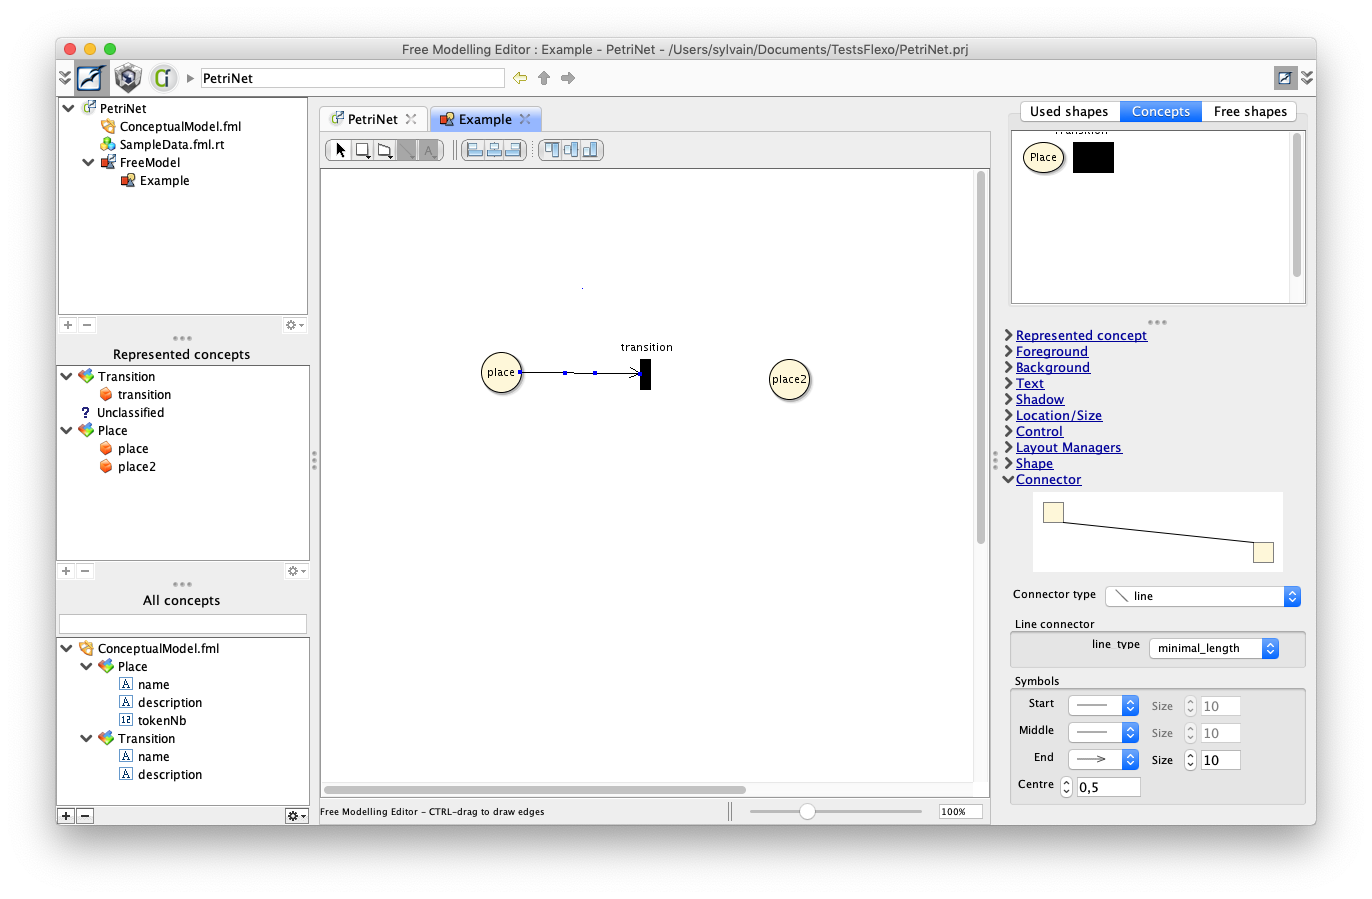 Free Modelling Editor : Example - PetriNet - /Users/sylvain/Documents/TestsFlexo/PetriNet.prj
PetriNet
PetriNet
ConceptualModel.fml
SampleData.fml.rt
FreeModel
Example
Represented concepts
Transition
transition
? Unclassified
Place
place
place2
All concepts
ConceptualModel.fml
Place
A name
A description
12 tokenNb
Transition
A name
A description
PetriNet
Example
A
transition
place
place2
Free Modelling Editor - CTRL-drag to draw edges
100%
Used shapes Concepts Free shapes
Transition
Place
Represented concept
Foreground
Background
Text
Shadow
Location/Size
Control
Layout Managers
Shape
Connector
Connector type line
Line connector
line_type minimal_length
Symbols
Start Size 10
Middle Size 10
End Size 10
Centre 0,5